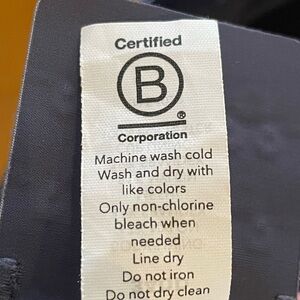 Certified
B
®
Corporation
Machine wash cold
Wash and dry with
like colors
Only non-chlorine
bleach when
needed
Line dry
Do not iron
Do not dry clean